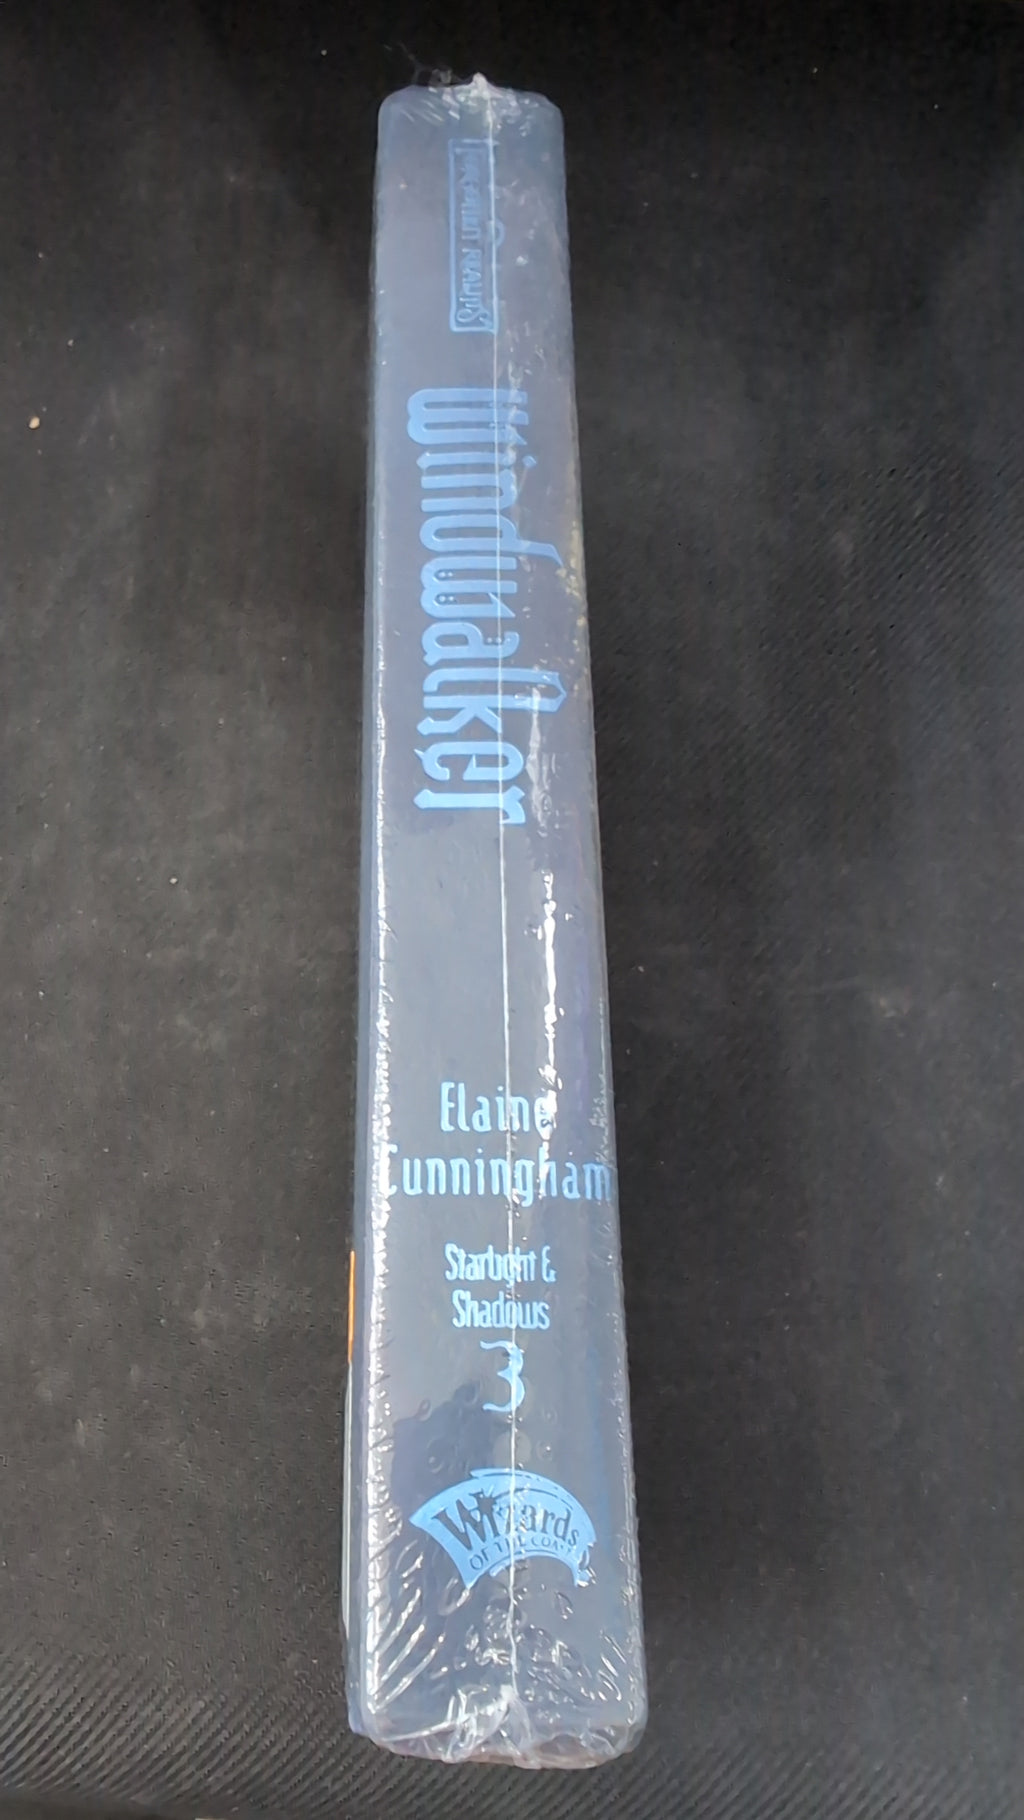 FORGOTTEN REALMS
Windwalker
Elaine
Cunningham
Starlight &
Shadows
3
Wizards
OF THE COAST